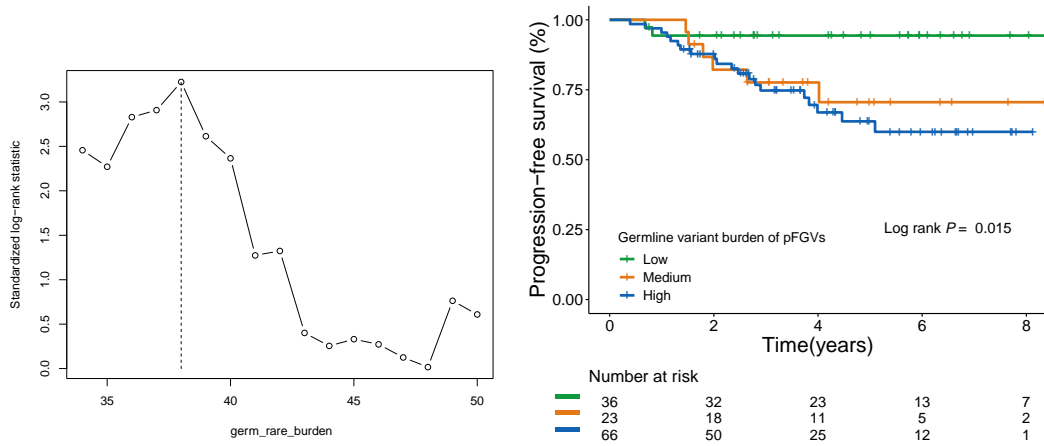 Standardized log−rank statistic
3.0
2.5
2.0
1.5
1.0
0.5
0.0
35
40
45
50
germ_rare_burden
Progression−free survival (%)
1.00
0.75
0.50
0.25
0.00
Log rank P = 0.015
Germline variant burden of pFGVs
Low
Medium
High
0
2
4
6
8
Time(years)
Number at risk
36 32 23 13 7
23 18 11 5 2
66 50 25 12 1